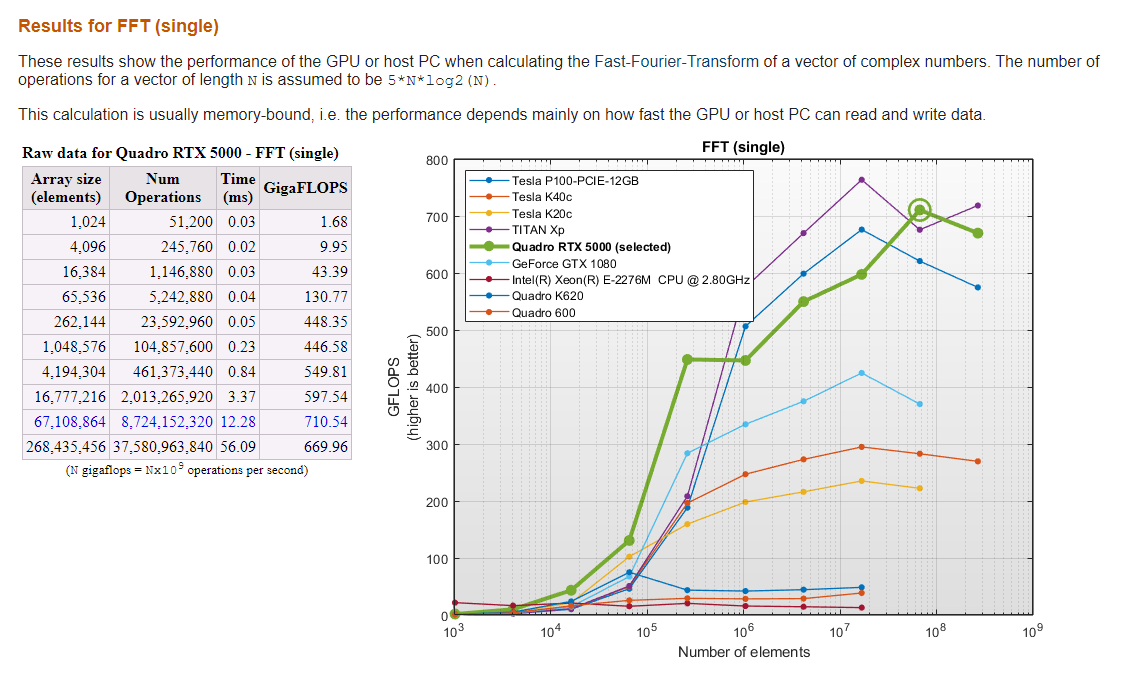 Results for FFT (single)
These results show the performance of the GPU or host PC when calculating the Fast-Fourier-Transform of a vector of complex numbers. The number of
operations for a vector of length N is assumed to be 5*N*log2(N).
This calculation is usually memory-bound, i.e. the performance depends mainly on how fast the GPU or host PC can read and write data.
Raw data for Quadro RTX 5000 - FFT (single)
Array size (elements) Num Operations Time (ms) GigaFLOPS
1,024 51,200 0.03 1.68
4,096 245,760 0.02 9.95
16,384 1,146,880 0.03 43.39
65,536 5,242,880 0.04 130.77
262,144 23,592,960 0.05 448.35
1,048,576 104,857,600 0.23 446.58
4,194,304 461,373,440 0.84 549.81
16,777,216 2,013,265,920 3.37 597.54
67,108,864 8,724,152,320 12.28 710.54
268,435,456 37,580,963,840 56.09 669.96
(N gigaflops = Nx10⁹ operations per second)
FFT (single)
Tesla P100-PCIE-12GB
Tesla K40c
Tesla K20c
TITAN Xp
Quadro RTX 5000 (selected)
GeForce GTX 1080
Intel(R) Xeon(R) E-2276M CPU @ 2.80GHz
Quadro K620
Quadro 600
800
700
600
500
400
300
200
100
0
GFLOPS
(higher is better)
10³ 10⁴ 10⁵ 10⁶ 10⁷ 10⁸ 10⁹
Number of elements